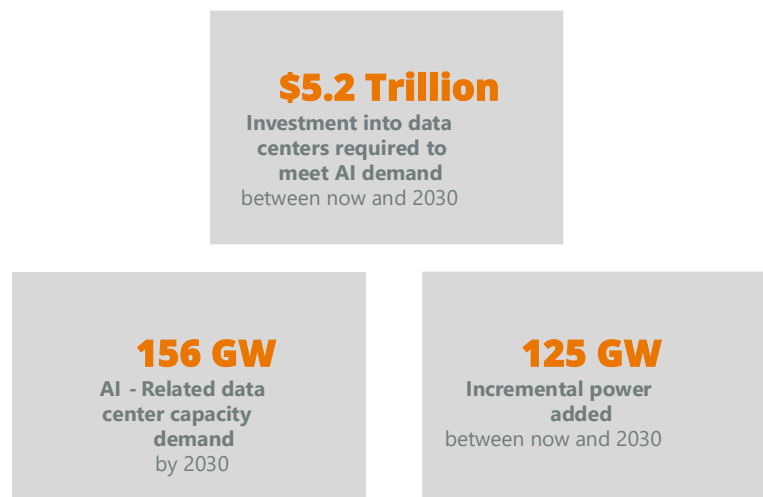 $5.2 Trillion
Investment into data
centers required to
meet AI demand
between now and 2030
156 GW
AI - Related data
center capacity
demand
by 2030
125 GW
Incremental power
added
between now and 2030